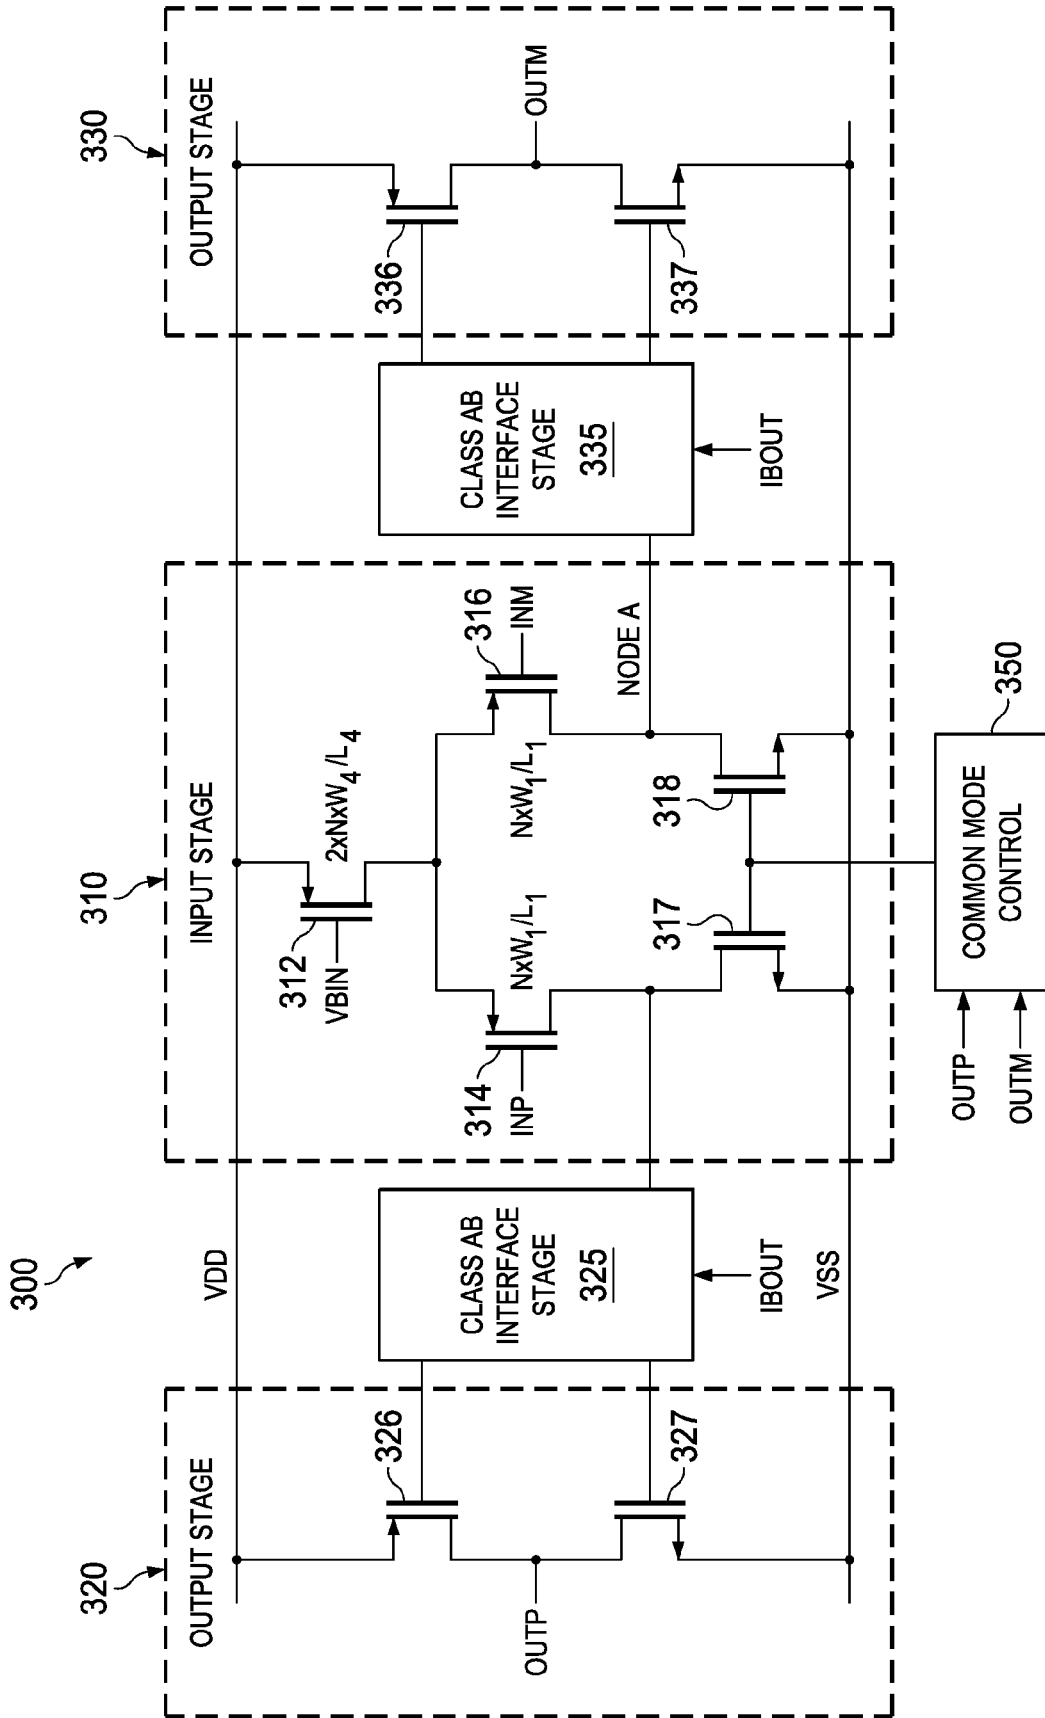 300
320
OUTPUT STAGE
VDD
310
INPUT STAGE
330
OUTPUT STAGE
326
OUTP
327
CLASS AB
INTERFACE
STAGE
325
IBOUT
VSS
312
VBIN
2xNxW4/L4
314
INP
NxW1/L1
316
INM
NxW1/L1
NODE A
317
318
CLASS AB
INTERFACE
STAGE
335
IBOUT
336
OUTM
337
350
COMMON MODE
CONTROL
OUTP
OUTM